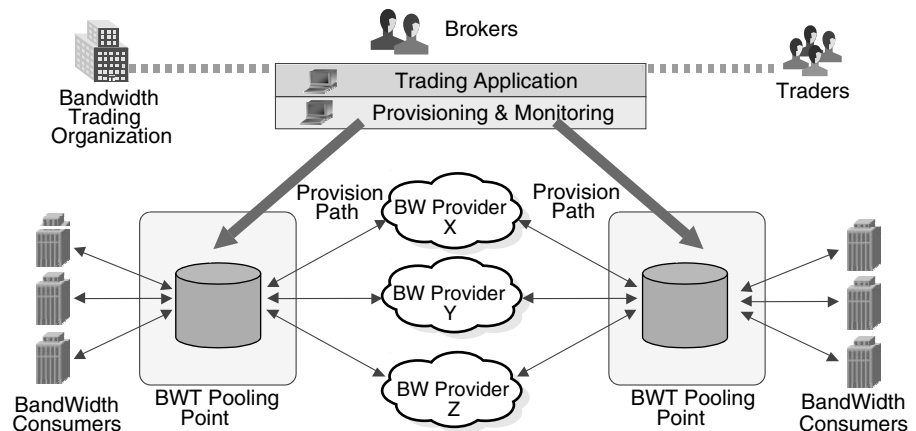 Brokers
Bandwidth
Trading
Organization
Trading Application
Provisioning & Monitoring
Traders
Provision
Path
BW Provider
X
Provision
Path
BW Provider
Y
BW Provider
Z
BandWidth
Consumers
BWT Pooling
Point
BWT Pooling
Point
BandWidth
Consumers